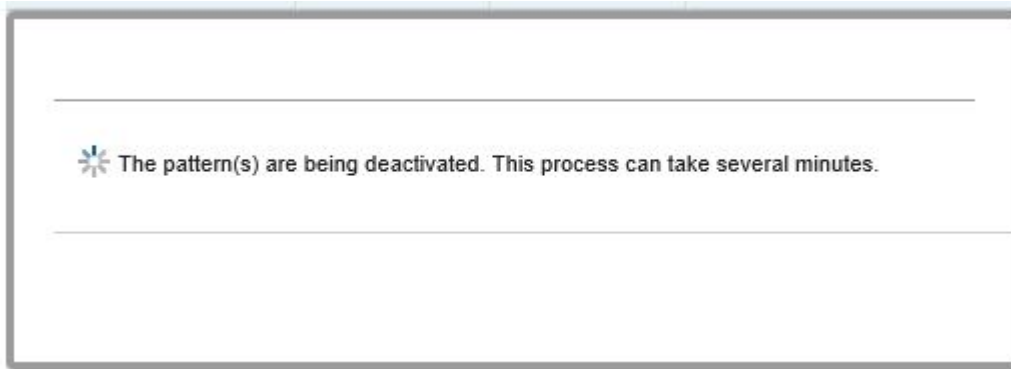 The pattern(s) are being deactivated. This process can take several minutes.